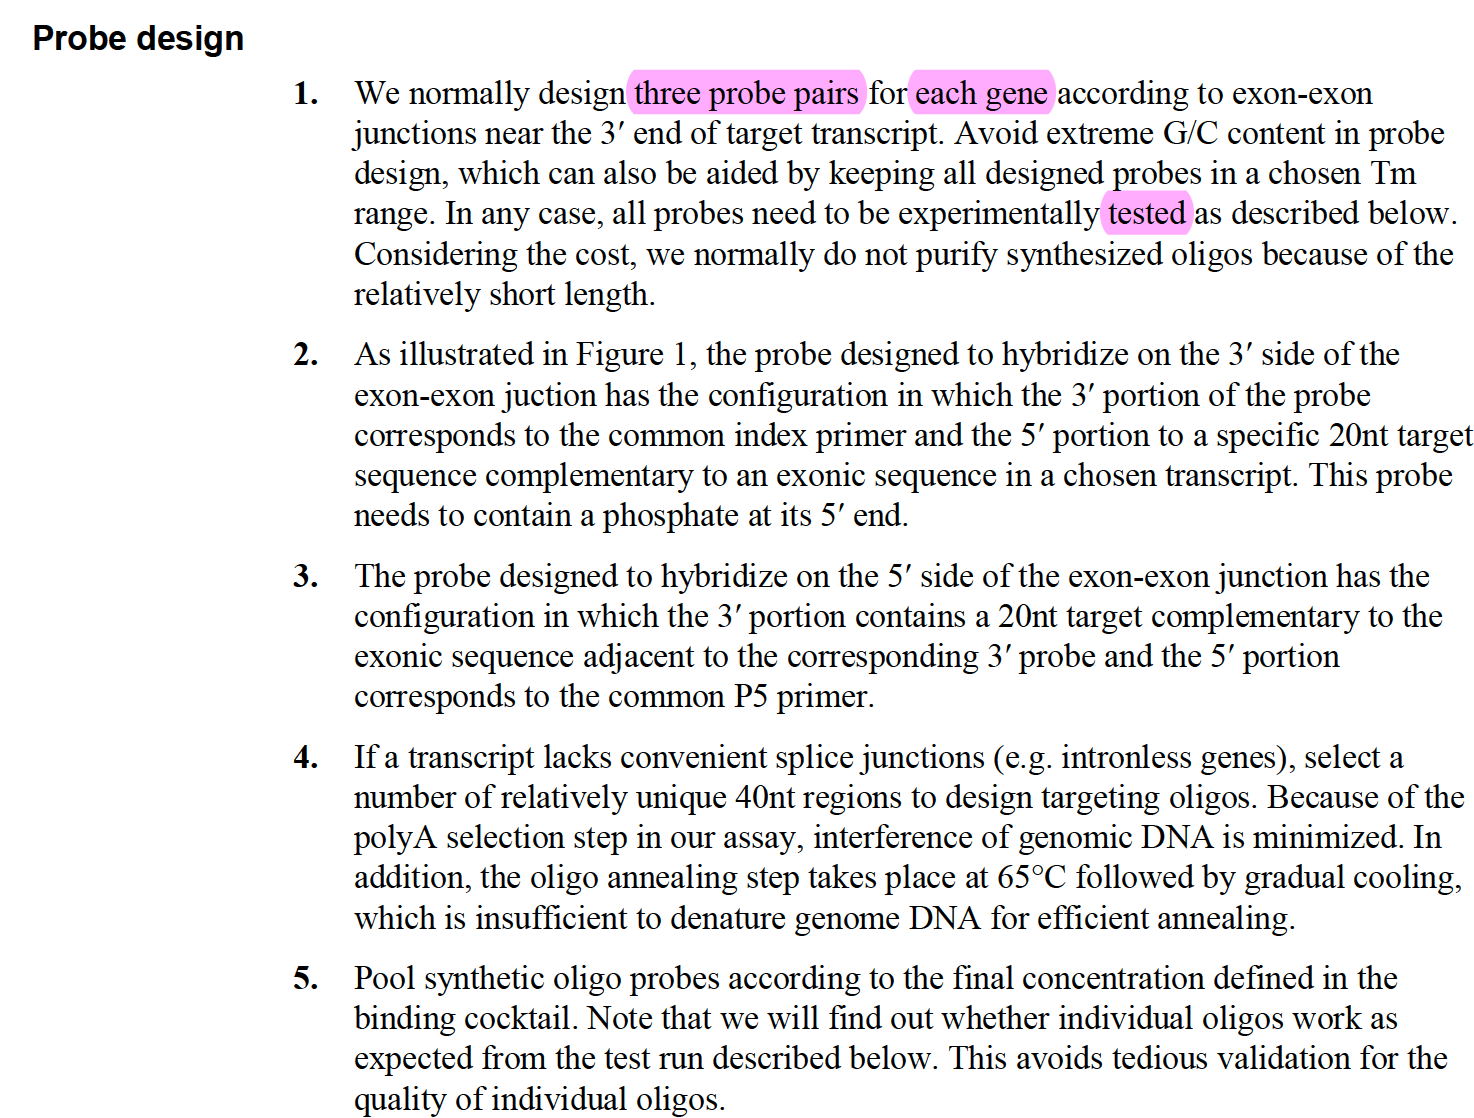 Probe design
1. We normally design three probe pairs for each gene according to exon-exon
junctions near the 3′ end of target transcript. Avoid extreme G/C content in probe
design, which can also be aided by keeping all designed probes in a chosen Tm
range. In any case, all probes need to be experimentally tested as described below.
Considering the cost, we normally do not purify synthesized oligos because of the
relatively short length.
2. As illustrated in Figure 1, the probe designed to hybridize on the 3′ side of the
exon-exon juction has the configuration in which the 3′ portion of the probe
corresponds to the common index primer and the 5′ portion to a specific 20nt target
sequence complementary to an exonic sequence in a chosen transcript. This probe
needs to contain a phosphate at its 5′ end.
3. The probe designed to hybridize on the 5′ side of the exon-exon junction has the
configuration in which the 3′ portion contains a 20nt target complementary to the
exonic sequence adjacent to the corresponding 3′ probe and the 5′ portion
corresponds to the common P5 primer.
4. If a transcript lacks convenient splice junctions (e.g. intronless genes), select a
number of relatively unique 40nt regions to design targeting oligos. Because of the
polyA selection step in our assay, interference of genomic DNA is minimized. In
addition, the oligo annealing step takes place at 65°C followed by gradual cooling,
which is insufficient to denature genome DNA for efficient annealing.
5. Pool synthetic oligo probes according to the final concentration defined in the
binding cocktail. Note that we will find out whether individual oligos work as
expected from the test run described below. This avoids tedious validation for the
quality of individual oligos.